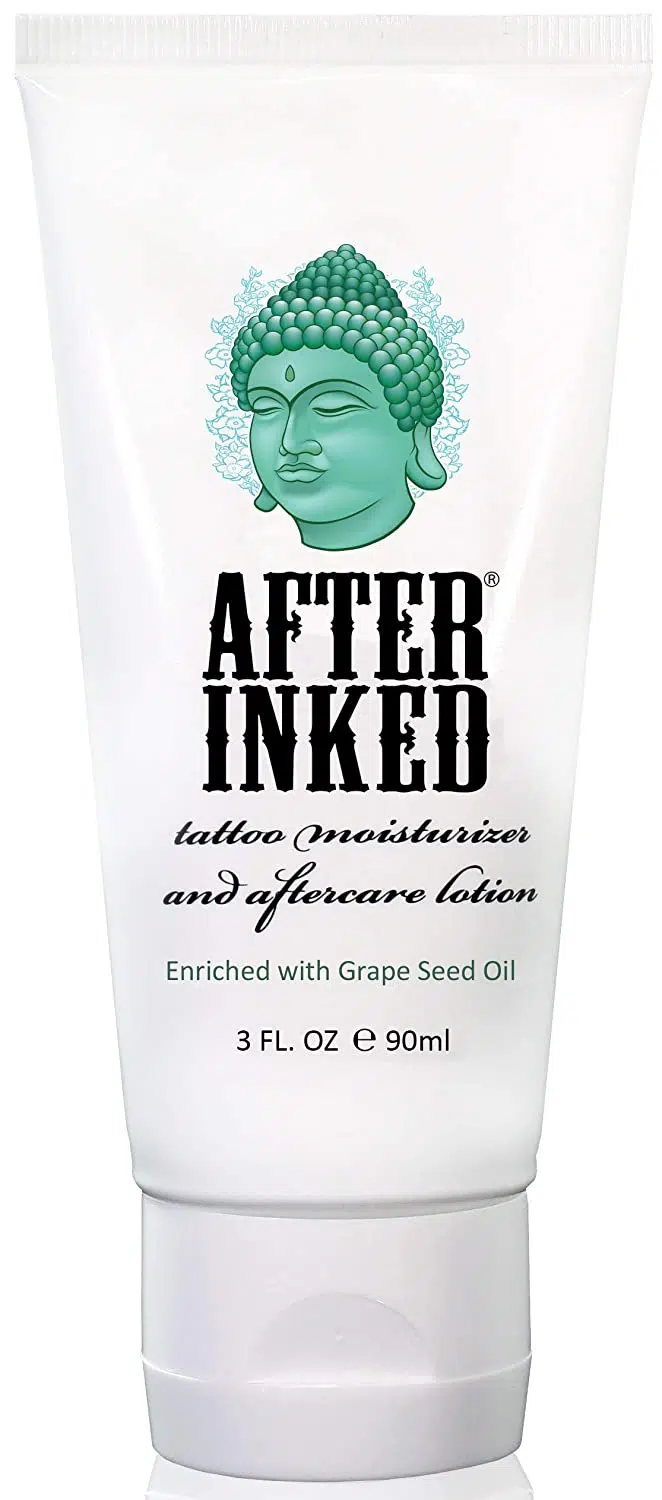 AFTER®
INKED
tattoo moisturizer
and aftercare lotion
Enriched with Grape Seed Oil
3 FL. OZ ℮ 90ml